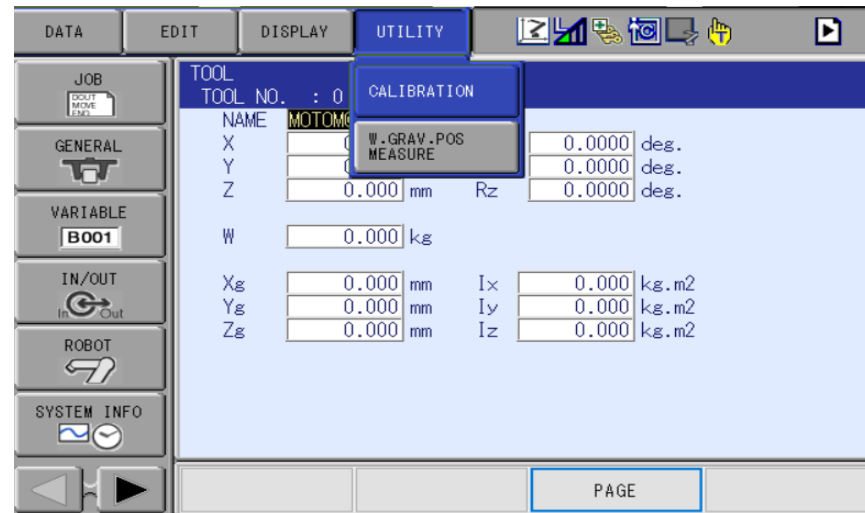 DATA
EDIT
DISPLAY
UTILITY
JOB
DOUT
MOVE
END
GENERAL
VARIABLE
B001
IN/OUT
In Out
ROBOT
SYSTEM INFO
TOOL
TOOL NO. : 0
CALIBRATION
W.GRAV.POS
MEASURE
NAME
X 0.0000 deg.
Y 0.0000 deg.
Z 0.000 mm Rz 0.0000 deg.
W 0.000 kg
Xg 0.000 mm Ix 0.000 kg.m2
Yg 0.000 mm Iy 0.000 kg.m2
Zg 0.000 mm Iz 0.000 kg.m2
PAGE